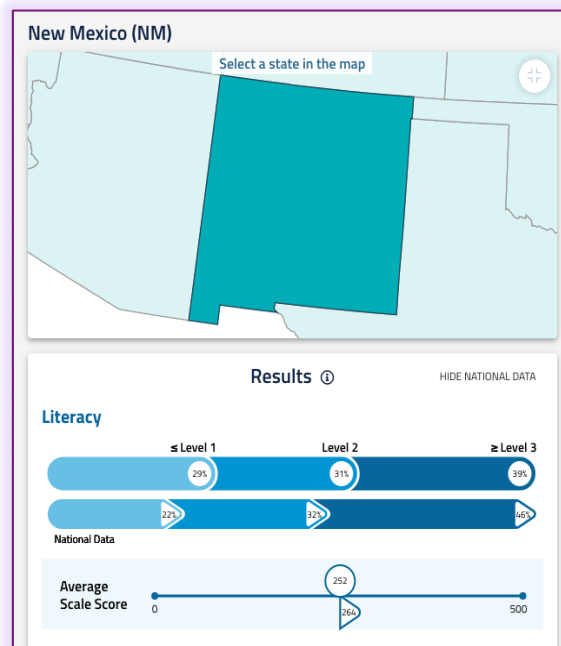 New Mexico (NM)
Select a state in the map
Results ⓘ HIDE NATIONAL DATA
Literacy
≤ Level 1 Level 2 ≥ Level 3
29% 31% 39%
22% 32% 46%
National Data
252
Average
Scale Score
0 500
264